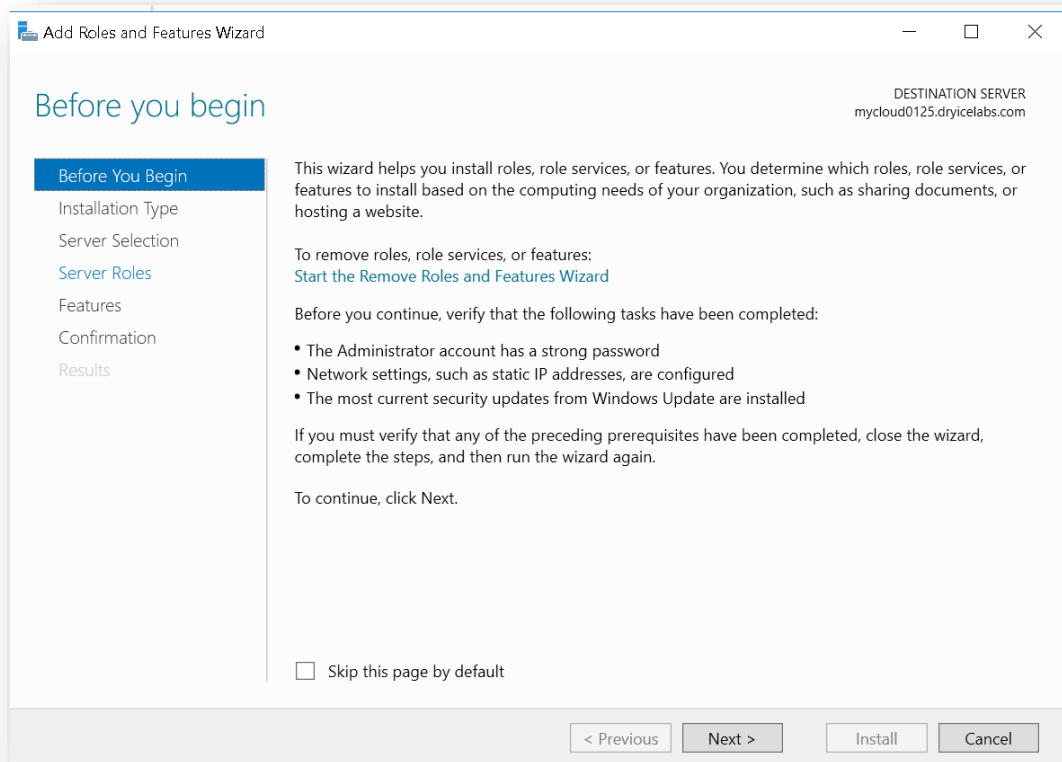 Add Roles and Features Wizard
Before you begin
DESTINATION SERVER
mycloud0125.dryicelabs.com
Before You Begin
Installation Type
Server Selection
Server Roles
Features
Confirmation
Results
This wizard helps you install roles, role services, or features. You determine which roles, role services, or
features to install based on the computing needs of your organization, such as sharing documents, or
hosting a website.
To remove roles, role services, or features:
Start the Remove Roles and Features Wizard
Before you continue, verify that the following tasks have been completed:
• The Administrator account has a strong password
• Network settings, such as static IP addresses, are configured
• The most current security updates from Windows Update are installed
If you must verify that any of the preceding prerequisites have been completed, close the wizard,
complete the steps, and then run the wizard again.
To continue, click Next.
Skip this page by default
< Previous
Next >
Install
Cancel